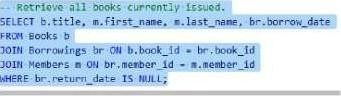 -- Retrieve all books currently issued.
SELECT b.title, m.first_name, m.last_name, br.borrow_date
FROM Books b
JOIN Borrowings br ON b.book_id = br.book_id
JOIN Members m ON br.member_id = m.member_id
WHERE br.return_date IS NULL;